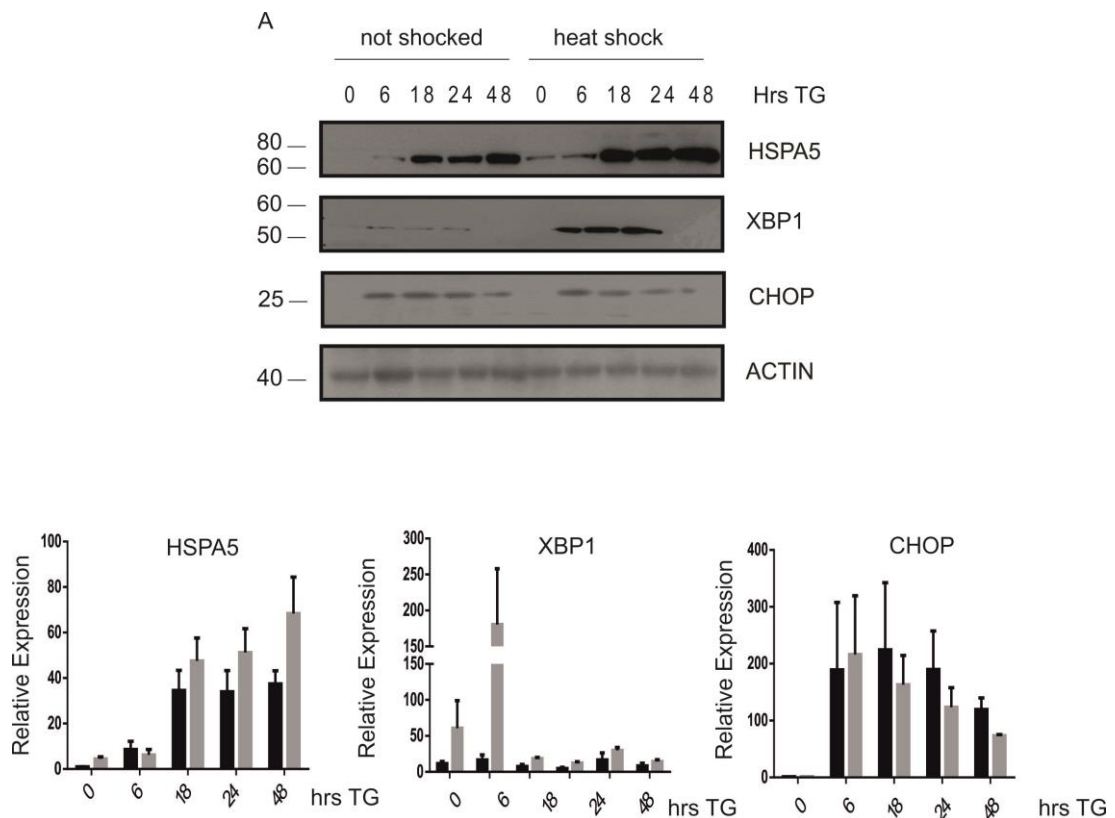 A
not shocked heat shock
0 6 18 24 48 0 6 18 24 48 Hrs TG
80
60
HSPA5
60
50
XBP1
25
CHOP
40
ACTIN
HSPA5
Relative Expression
100
80
60
40
20
0
0 6 18 24 48 hrs TG
XBP1
Relative Expression
300
250
200
150
150
100
50
0
0 6 18 24 48 hrs TG
CHOP
Relative Expression
400
300
200
100
0
0 6 18 24 48 hrs TG